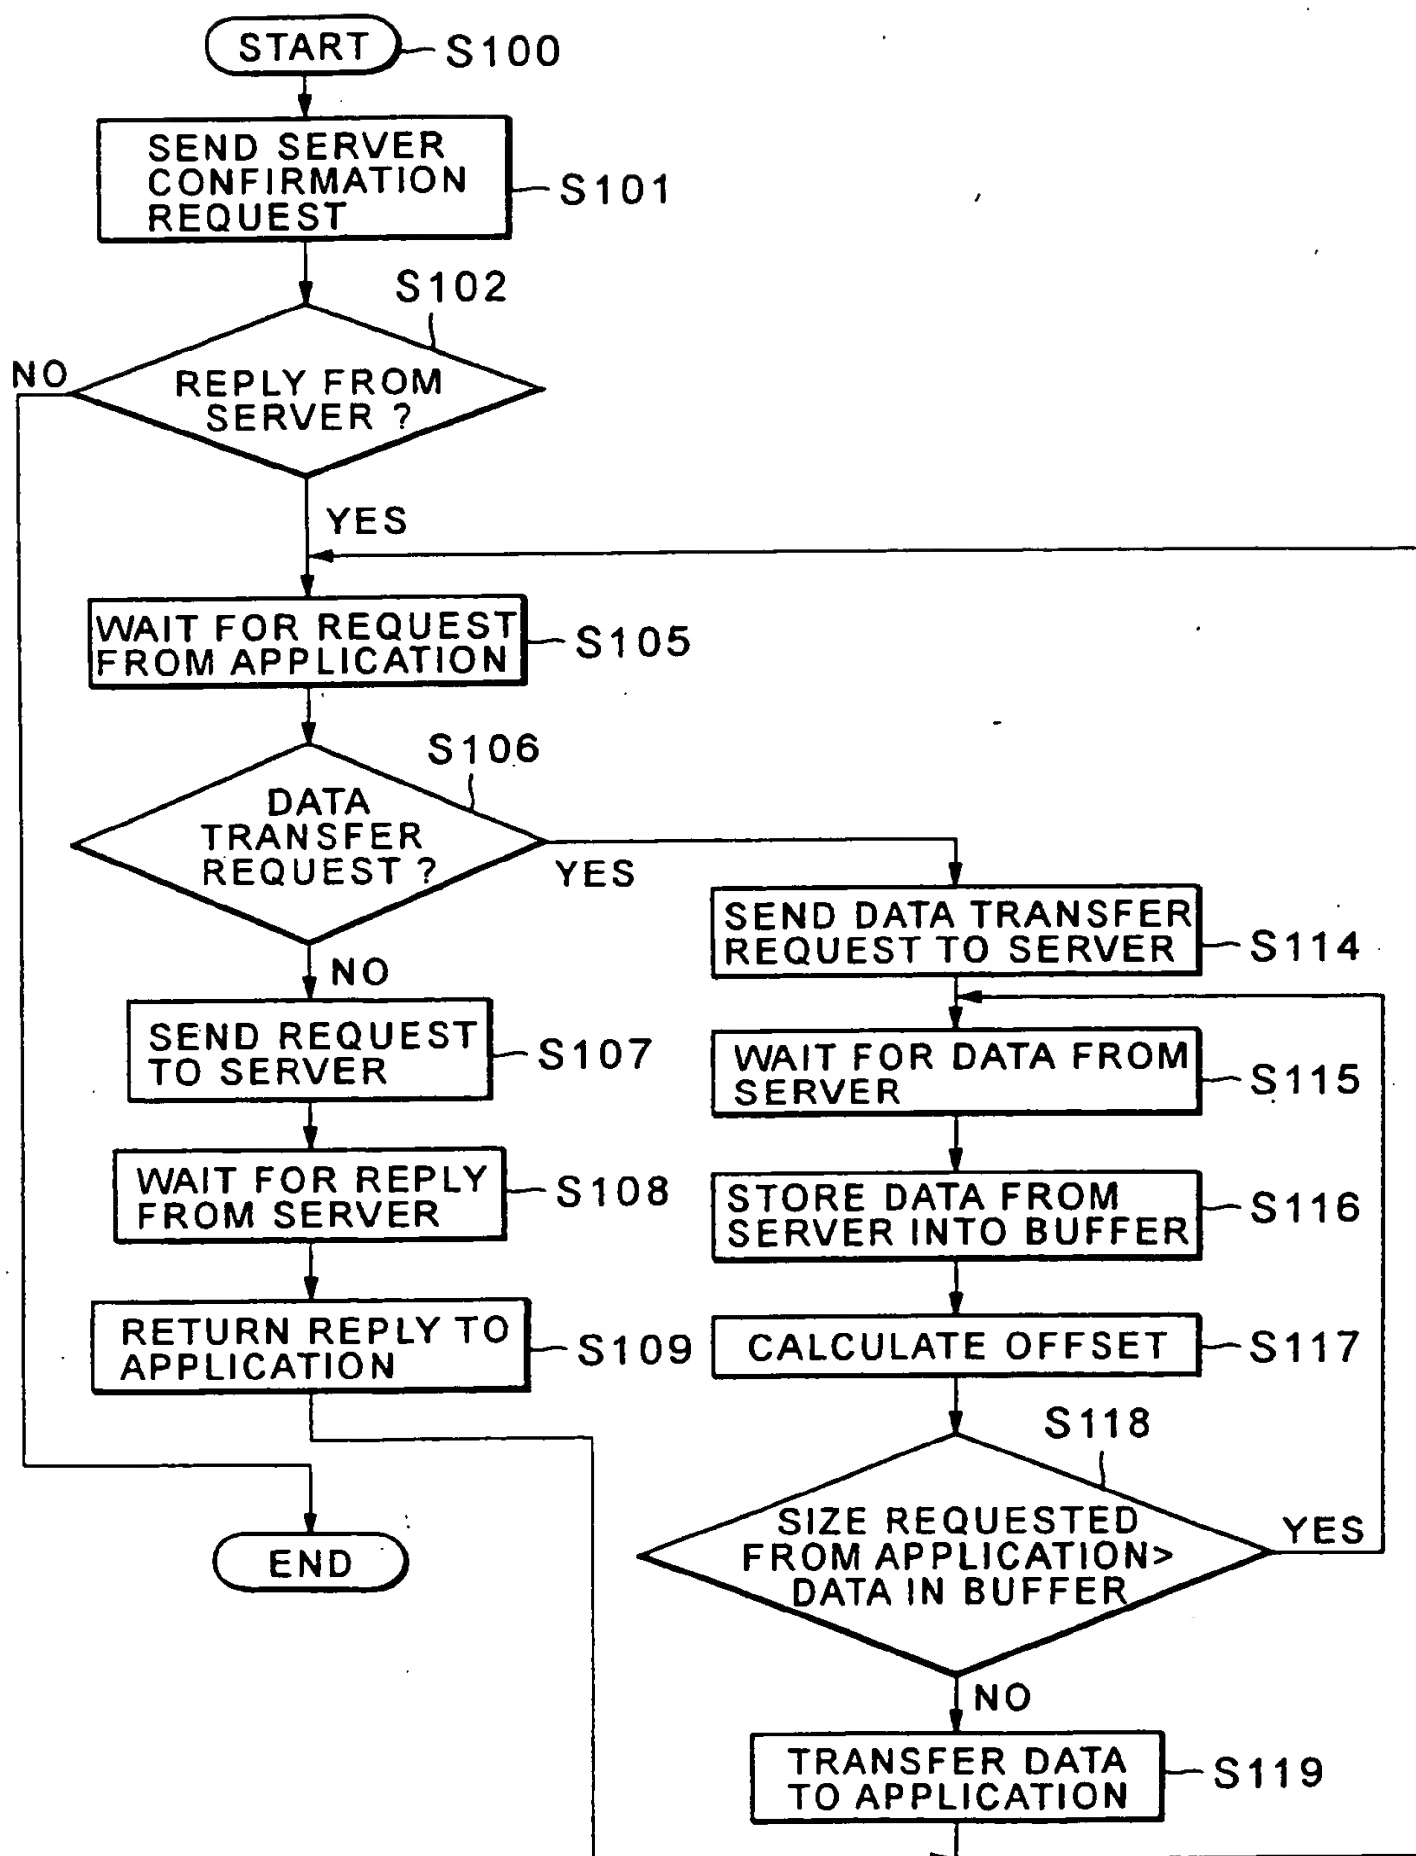 START
S100
SEND SERVER
CONFIRMATION
REQUEST
S101
S102
NO
REPLY FROM
SERVER ?
YES
WAIT FOR REQUEST
FROM APPLICATION
S105
S106
DATA
TRANSFER
REQUEST ?
YES
NO
SEND REQUEST
TO SERVER
S107
WAIT FOR REPLY
FROM SERVER
S108
RETURN REPLY TO
APPLICATION
S109
END
SEND DATA TRANSFER
REQUEST TO SERVER
S114
WAIT FOR DATA FROM
SERVER
S115
STORE DATA FROM
SERVER INTO BUFFER
S116
CALCULATE OFFSET
S117
S118
SIZE REQUESTED
FROM APPLICATION>
DATA IN BUFFER
YES
NO
TRANSFER DATA
TO APPLICATION
S119